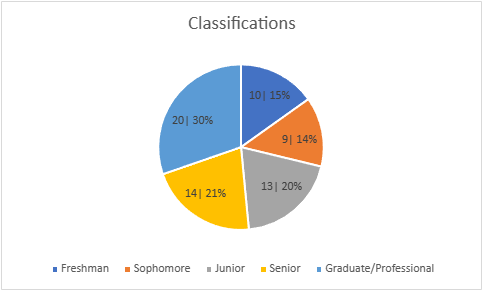 Classifications
10| 15%
20| 30%
9| 14%
13| 20%
14| 21%
Freshman Sophomore Junior Senior Graduate/Professional